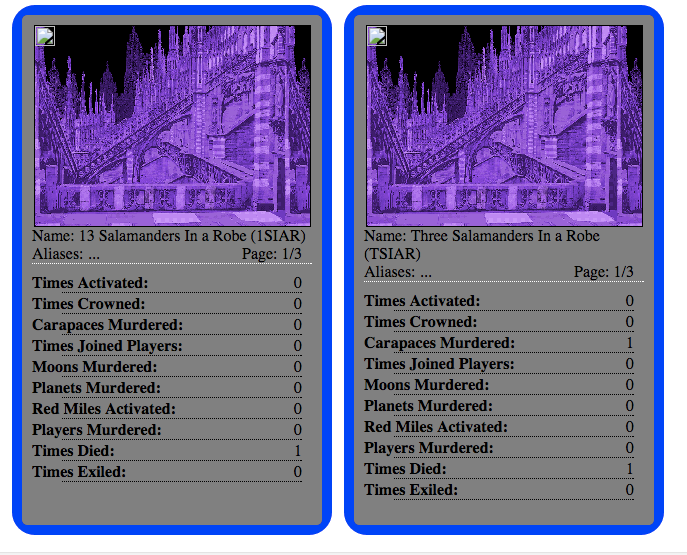 Name: 13 Salamanders In a Robe (1SIAR)
Aliases: ... Page: 1/3
Times Activated: 0
Times Crowned: 0
Carapaces Murdered: 0
Times Joined Players: 0
Moons Murdered: 0
Planets Murdered: 0
Red Miles Activated: 0
Players Murdered: 0
Times Died: 1
Times Exiled: 0
Name: Three Salamanders In a Robe
(TSIAR)
Aliases: ... Page: 1/3
Times Activated: 0
Times Crowned: 0
Carapaces Murdered: 1
Times Joined Players: 0
Moons Murdered: 0
Planets Murdered: 0
Red Miles Activated: 0
Players Murdered: 0
Times Died: 1
Times Exiled: 0